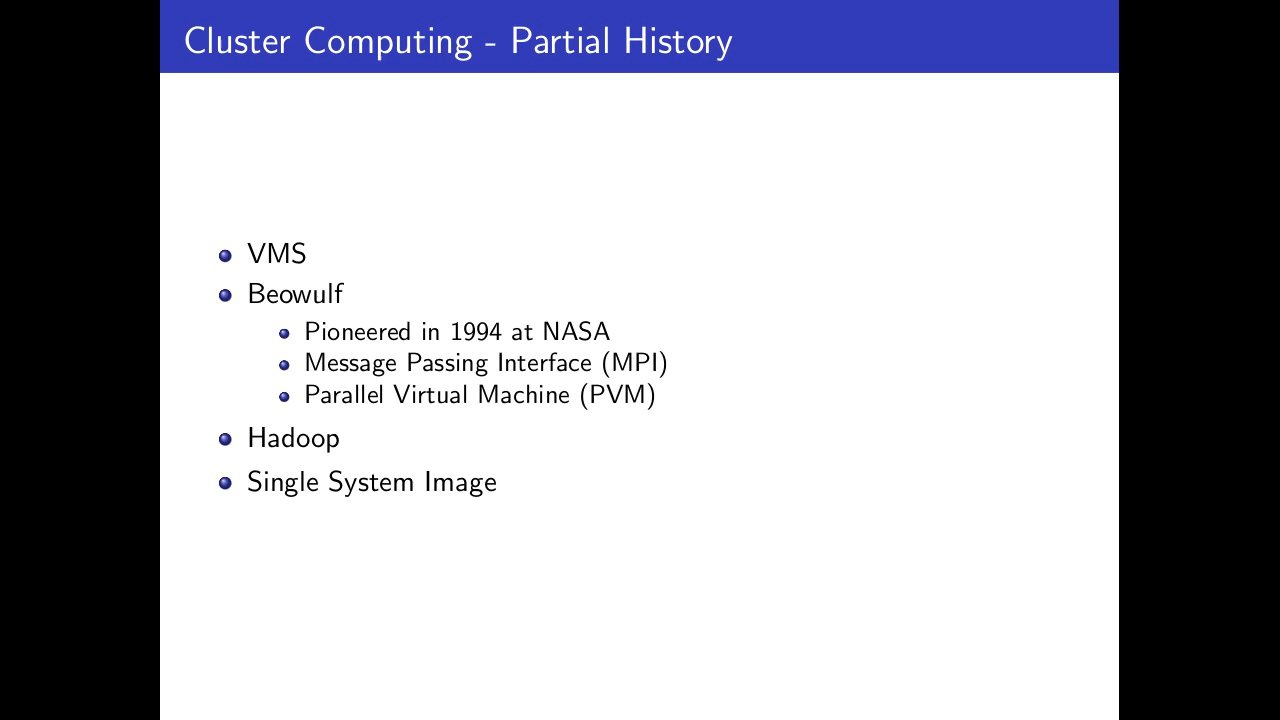 Cluster Computing - Partial History
VMS
Beowulf
Pioneered in 1994 at NASA
Message Passing Interface (MPI)
Parallel Virtual Machine (PVM)
Hadoop
Single System Image